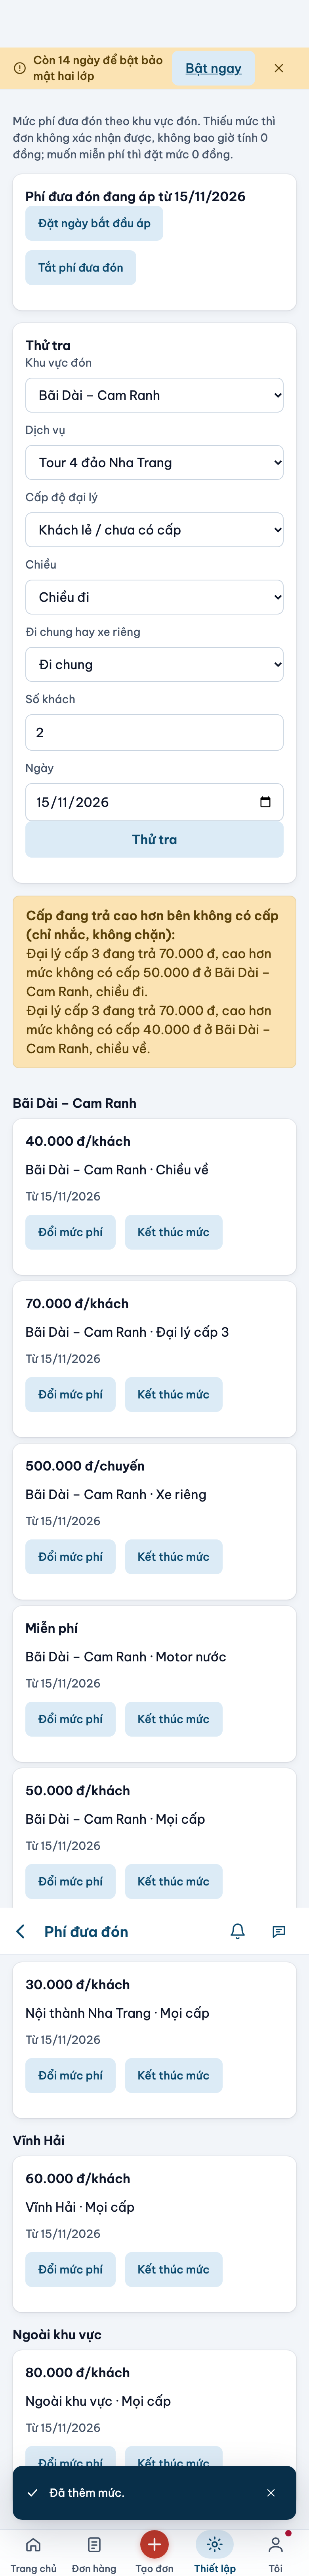 Còn 14 ngày để bật bảo
mật hai lớp
Bật ngay
Mức phí đưa đón theo khu vực đón. Thiếu mức thì
đơn không xác nhận được, không bao giờ tính 0
đồng; muốn miễn phí thì đặt mức 0 đồng.
Phí đưa đón đang áp từ 15/11/2026
Đặt ngày bắt đầu áp
Tắt phí đưa đón
Thử tra
Khu vực đón
Bãi Dài – Cam Ranh
Dịch vụ
Tour 4 đảo Nha Trang
Cấp độ đại lý
Khách lẻ / chưa có cấp
Chiều
Chiều đi
Đi chung hay xe riêng
Đi chung
Số khách
2
Ngày
15/11/2026
Thử tra
Cấp đang trả cao hơn bên không có cấp
(chỉ nhắc, không chặn):
Đại lý cấp 3 đang trả 70.000 đ, cao hơn
mức không có cấp 50.000 đ ở Bãi Dài –
Cam Ranh, chiều đi.
Đại lý cấp 3 đang trả 70.000 đ, cao hơn
mức không có cấp 40.000 đ ở Bãi Dài –
Cam Ranh, chiều về.
Bãi Dài – Cam Ranh
40.000 đ/khách
Bãi Dài – Cam Ranh · Chiều về
Từ 15/11/2026
Đổi mức phí
Kết thúc mức
70.000 đ/khách
Bãi Dài – Cam Ranh · Đại lý cấp 3
Từ 15/11/2026
Đổi mức phí
Kết thúc mức
500.000 đ/chuyến
Bãi Dài – Cam Ranh · Xe riêng
Từ 15/11/2026
Đổi mức phí
Kết thúc mức
Miễn phí
Bãi Dài – Cam Ranh · Motor nước
Từ 15/11/2026
Đổi mức phí
Kết thúc mức
50.000 đ/khách
Bãi Dài – Cam Ranh · Mọi cấp
Từ 15/11/2026
Đổi mức phí
Kết thúc mức
Phí đưa đón
30.000 đ/khách
Nội thành Nha Trang · Mọi cấp
Từ 15/11/2026
Đổi mức phí
Kết thúc mức
Vĩnh Hải
60.000 đ/khách
Vĩnh Hải · Mọi cấp
Từ 15/11/2026
Đổi mức phí
Kết thúc mức
Ngoài khu vực
80.000 đ/khách
Ngoài khu vực · Mọi cấp
Từ 15/11/2026
Đổi mức phí
Kết thúc mức
Đã thêm mức.
Trang chủ
Đơn hàng
Tạo đơn
Thiết lập
Tôi